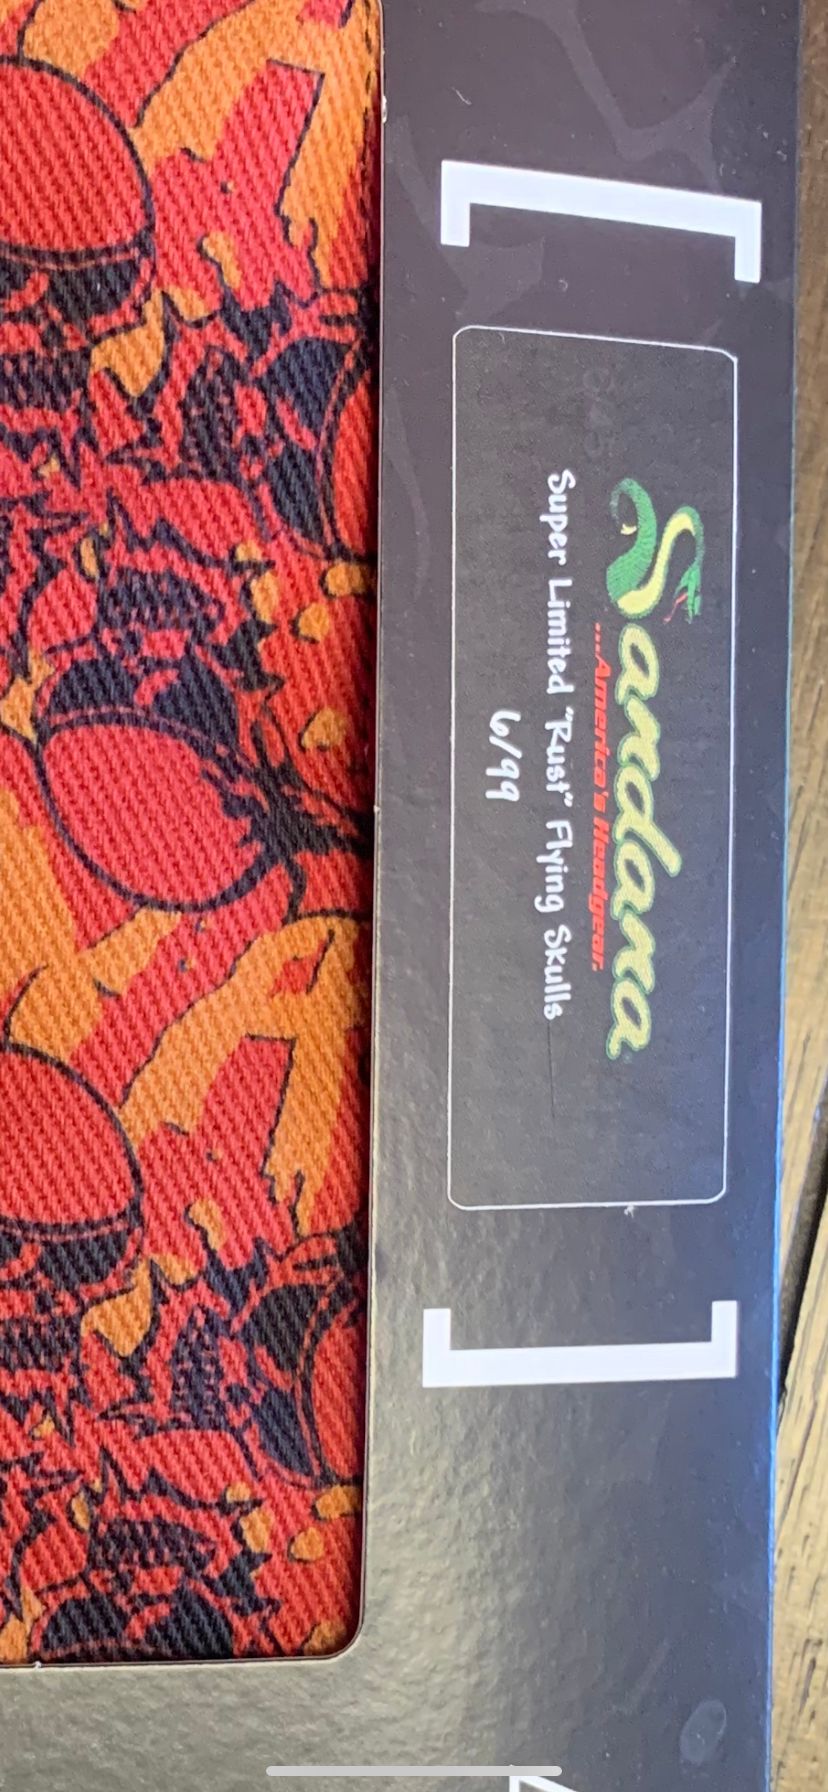 Sandana
...America's Headgear.
Super Limited "Rust" Flying Skulls
6/99